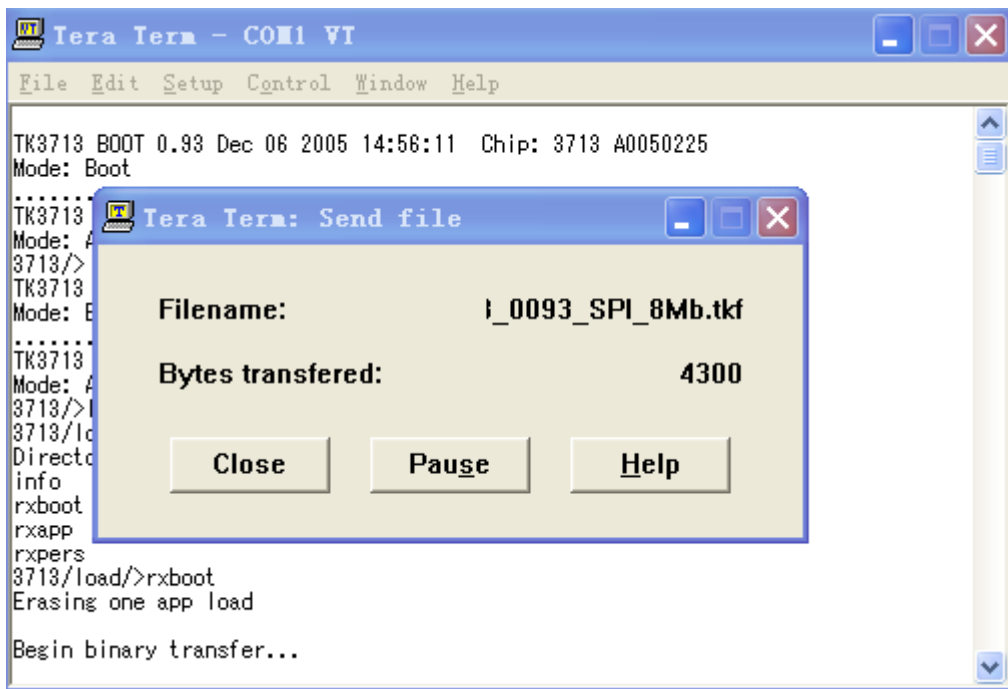 Tera Term - COM1 VT
File Edit Setup Control Window Help
TK3713 BOOT 0.93 Dec 06 2005 14:56:11 Chip: 3713 A0050225
Mode: Boot
.......
TK3713
Mode:
3713/>
TK3713
Mode:
.......
TK3713
Mode:
3713/>
Tera Term: Send file
Filename: _0093_SPI_8Mb.tkf
Bytes transfered: 4300
Close Pause Help
info
rxboot
rxapp
rxpers
3713/load/>rxboot
Erasing one app load
Begin binary transfer...